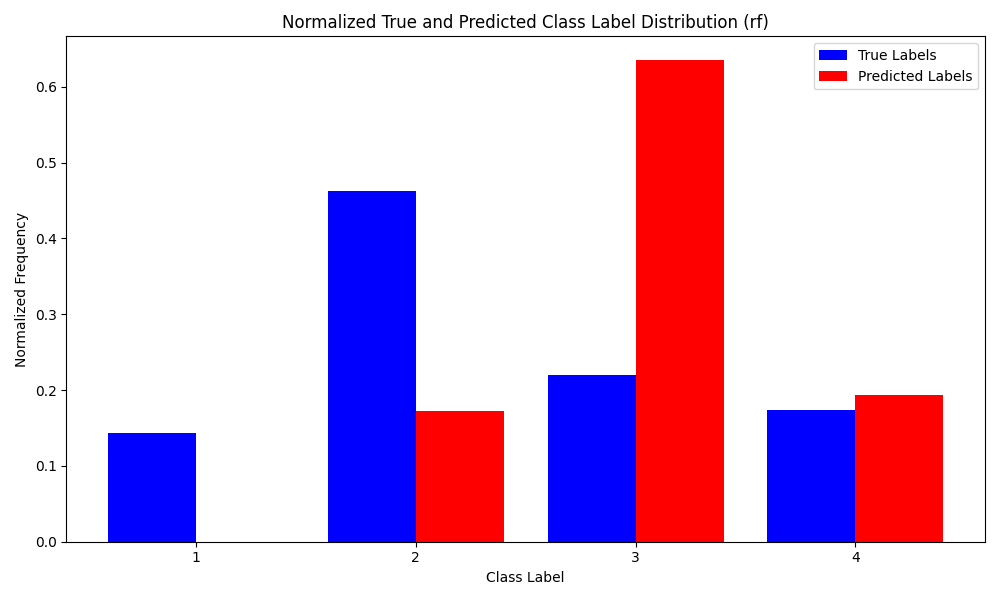 Normalized True and Predicted Class Label Distribution (rf)
True Labels
Predicted Labels
Normalized Frequency
0.6
0.5
0.4
0.3
0.2
0.1
0.0
1 2 3 4
Class Label